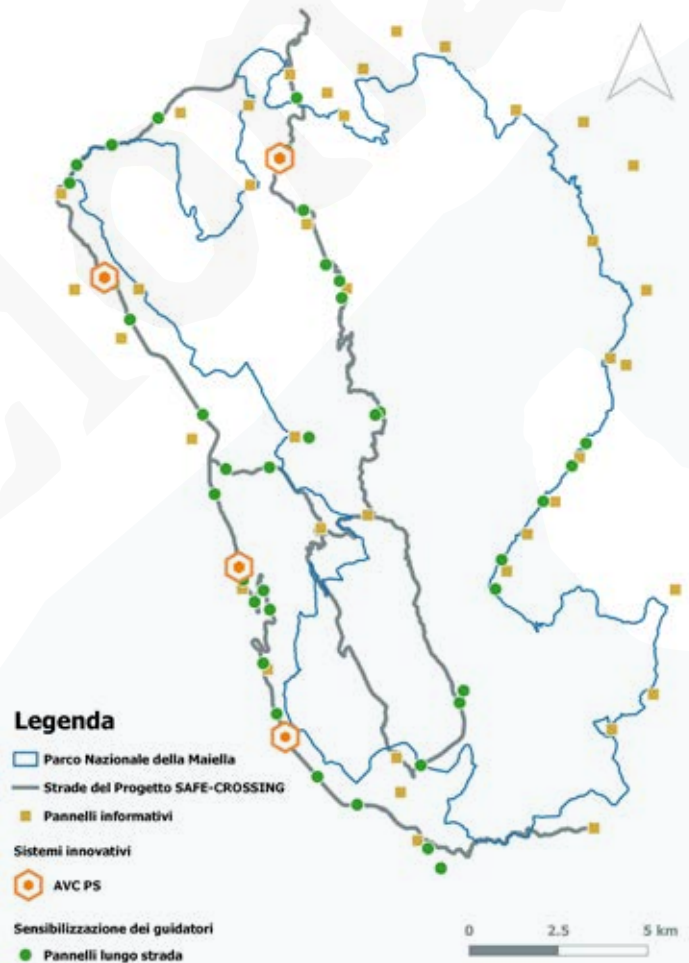 Legenda
Parco Nazionale della Maiella
Strade del Progetto SAFE-CROSSING
Pannelli informativi
Sistemi innovativi
AVC PS
Sensibilizzazione dei guidatori
Pannelli lungo strada
0 2.5 5 km